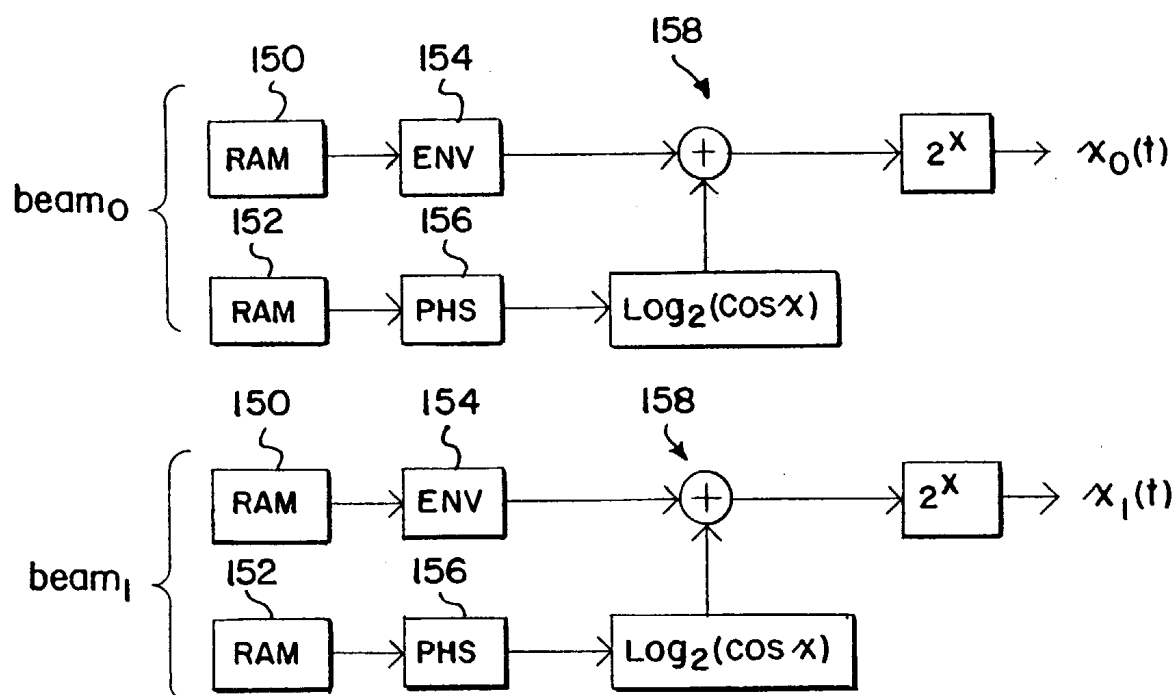 150 154 158
RAM ENV + 2^X x₀(t)
beam₀
152 156
RAM PHS Log₂(COS x)
150 154 158
RAM ENV + 2^X x₁(t)
beam₁
152 156
RAM PHS Log₂(COS x)